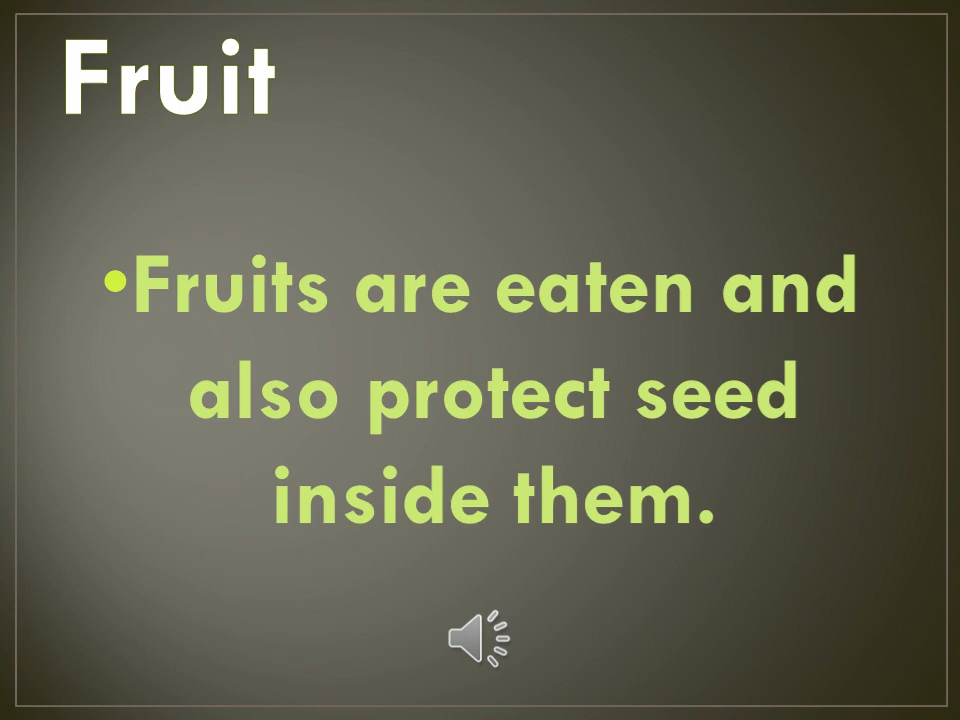 Fruit
•Fruits are eaten and
also protect seed
inside them.